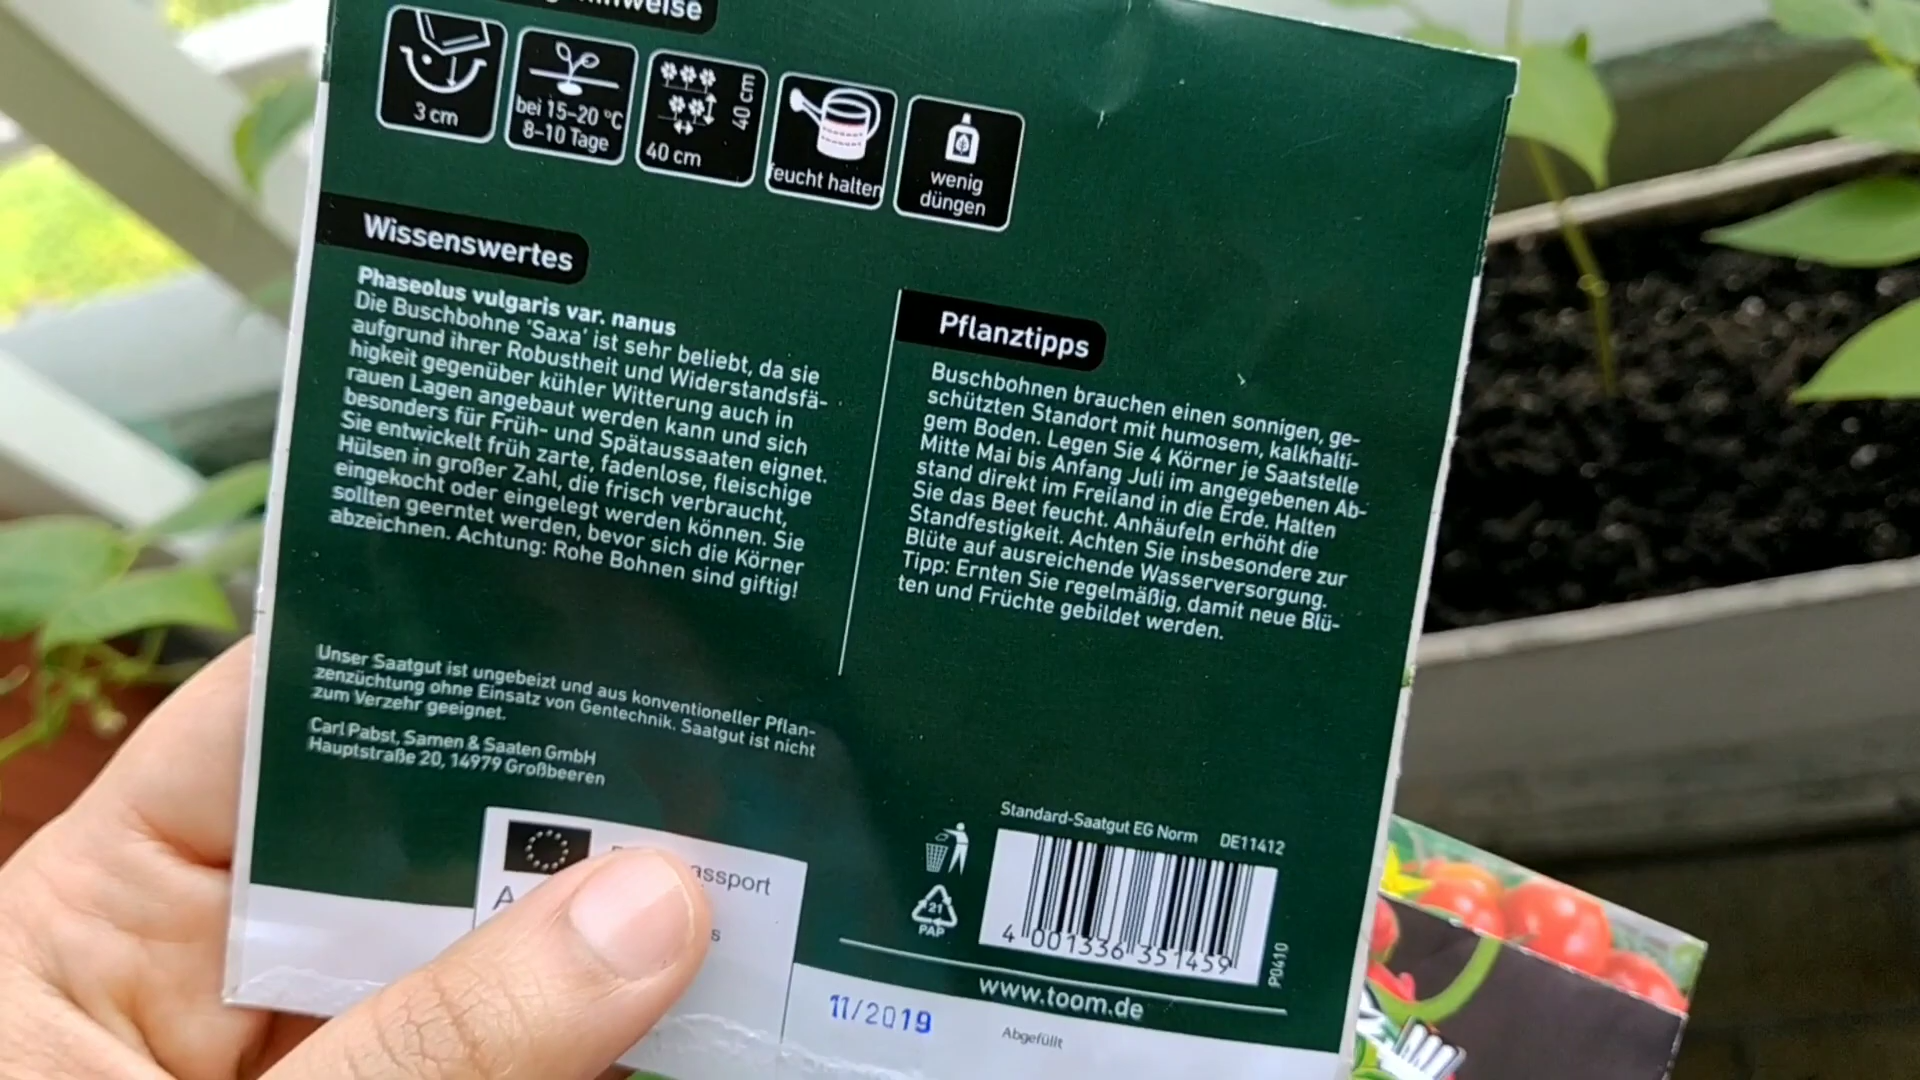 3 cm
bei 15–20 °C
8–10 Tage
40 cm
40 cm
feucht halten
wenig
düngen
Wissenswertes
Phaseolus vulgaris var. nanus
Die Buschbohne 'Saxa' ist sehr beliebt, da sie
aufgrund ihrer Robustheit und Widerstandsfä-
higkeit gegenüber kühler Witterung auch in
rauen Lagen angebaut werden kann und sich
besonders für Früh- und Spätaussaaten eignet.
Sie entwickelt früh zarte, fadenlose, fleischige
Hülsen in großer Zahl, die frisch verbraucht,
eingekocht oder eingelegt werden können. Sie
sollten geerntet werden, bevor sich die Körner
abzeichnen. Achtung: Rohe Bohnen sind giftig!
Pflanztipps
Buschbohnen brauchen einen sonnigen, ge-
schützten Standort mit humosem, kalkhalti-
gem Boden. Legen Sie 4 Körner je Saatstelle
Mitte Mai bis Anfang Juli im angegebenen Ab-
stand direkt im Freiland in die Erde. Halten
Sie das Beet feucht. Anhäufeln erhöht die
Standfestigkeit. Achten Sie insbesondere zur
Blüte auf ausreichende Wasserversorgung.
Tipp: Ernten Sie regelmäßig, damit neue Blü-
ten und Früchte gebildet werden.
Unser Saatgut ist ungebeizt und aus konventioneller Pflan-
zenzüchtung ohne Einsatz von Gentechnik. Saatgut ist nicht
zum Verzehr geeignet.
Carl Pabst, Samen & Saaten GmbH
Hauptstraße 20, 14979 Großbeeren
A
Standard-Saatgut EG Norm DE11412
21
PAP
4 001336 351459
P0410
www.toom.de
11/2019
Abgefüllt